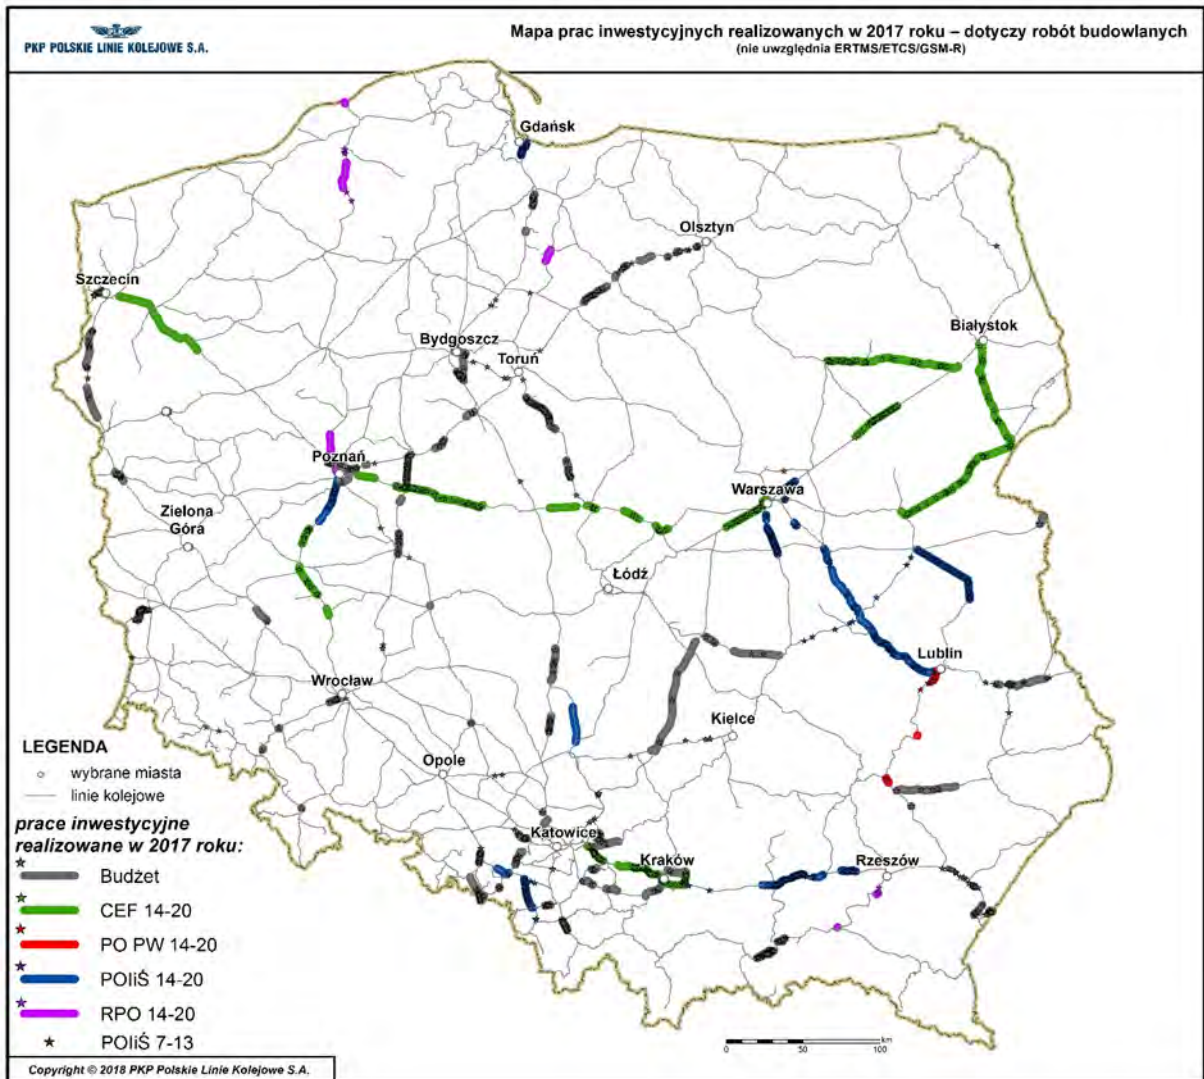 PKP POLSKIE LINIE KOLEJOWE S.A.
Mapa prac inwestycyjnych realizowanych w 2017 roku – dotyczy robót budowlanych
(nie uwzględnia ERTMS/ETCS/GSM-R)
Gdańsk
Olsztyn
Szczecin
Białystok
Bydgoszcz
Toruń
Poznań
Warszawa
Zielona
Góra
Łódź
Lublin
Wrocław
Kielce
Opole
Katowice
Kraków
Rzeszów
LEGENDA
wybrane miasta
linie kolejowe
prace inwestycyjne
realizowane w 2017 roku:
Budżet
CEF 14-20
PO PW 14-20
POIiŚ 14-20
RPO 14-20
POIiŚ 7-13
km
0 50 100
Copyright © 2018 PKP Polskie Linie Kolejowe S.A.